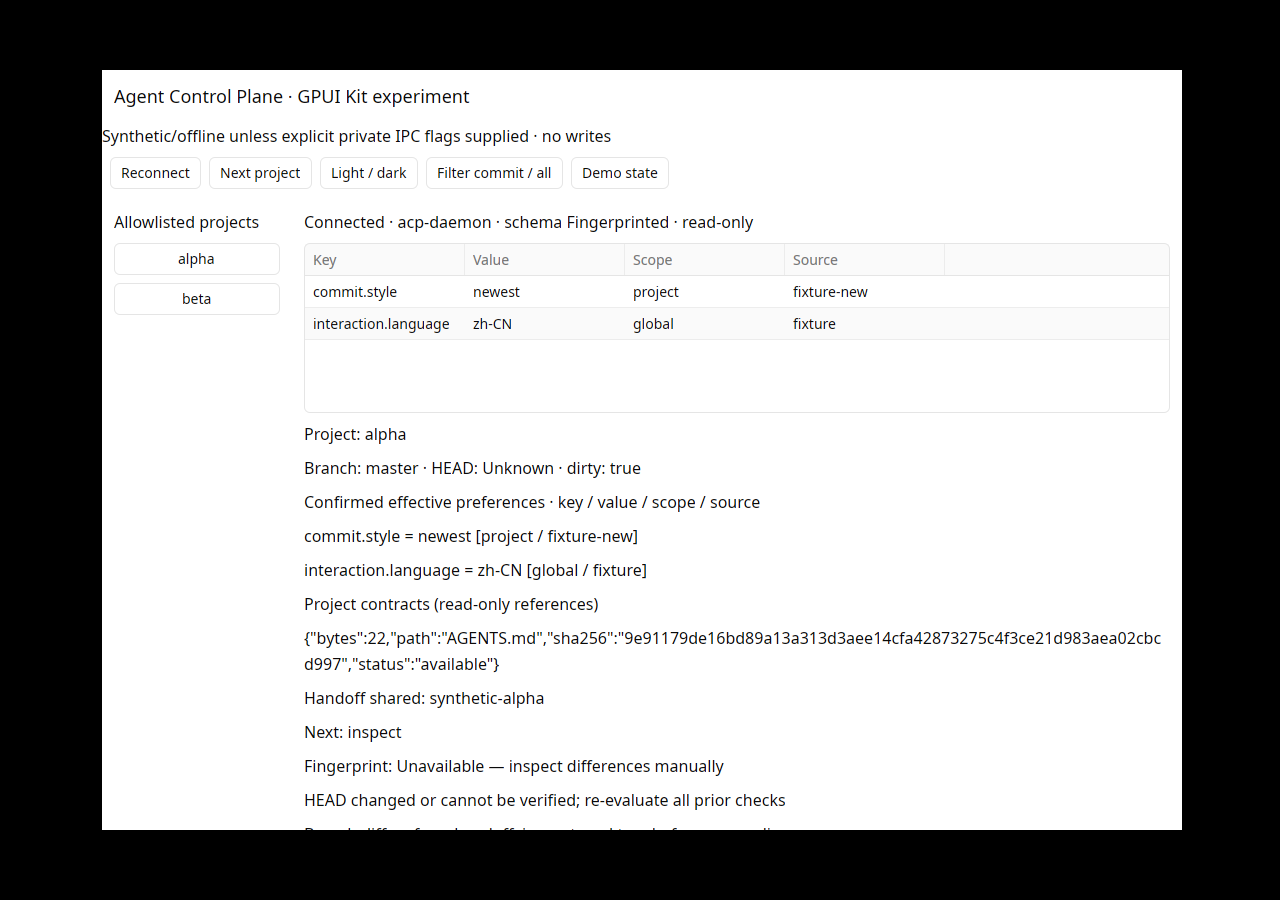 Agent Control Plane · GPUI Kit experiment
Synthetic/offline unless explicit private IPC flags supplied · no writes
Reconnect Next project Light / dark Filter commit / all Demo state
Allowlisted projects
alpha
beta
Connected · acp-daemon · schema Fingerprinted · read-only
Key Value Scope Source
commit.style newest project fixture-new
interaction.language zh-CN global fixture
Project: alpha
Branch: master · HEAD: Unknown · dirty: true
Confirmed effective preferences · key / value / scope / source
commit.style = newest [project / fixture-new]
interaction.language = zh-CN [global / fixture]
Project contracts (read-only references)
{"bytes":22,"path":"AGENTS.md","sha256":"9e91179de16bd89a13a313d3aee14cfa42873275c4f3ce21d983aea02cbc
d997","status":"available"}
Handoff shared: synthetic-alpha
Next: inspect
Fingerprint: Unavailable — inspect differences manually
HEAD changed or cannot be verified; re-evaluate all prior checks